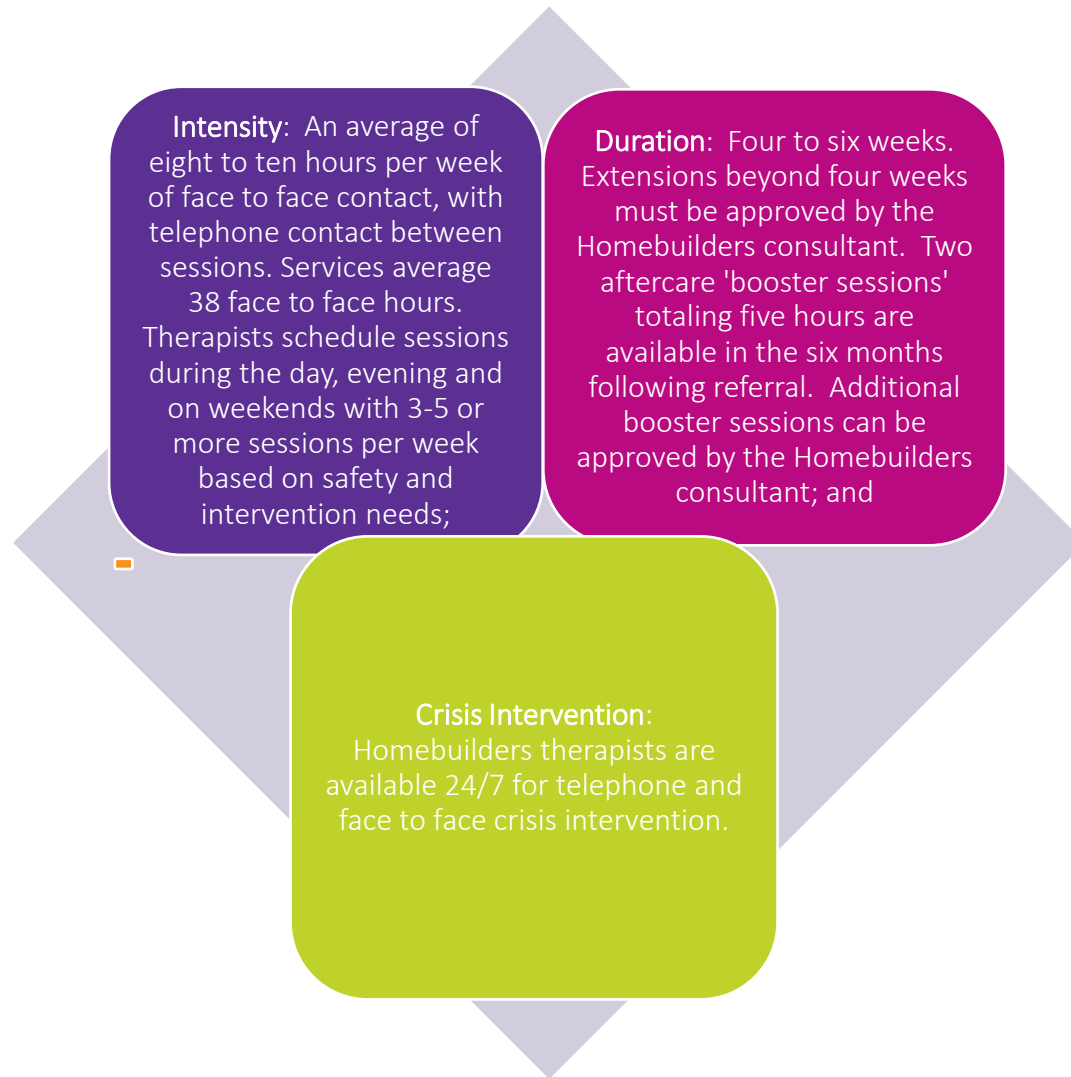 Intensity:  An average of
eight to ten hours per week
of face to face contact, with
telephone contact between
sessions. Services average
38 face to face hours.
Therapists schedule sessions
during the day, evening and
on weekends with 3-5 or
more sessions per week
based on safety and
intervention needs;
Duration:  Four to six weeks.
Extensions beyond four weeks
must be approved by the
Homebuilders consultant.  Two
aftercare 'booster sessions'
totaling five hours are
available in the six months
following referral.  Additional
booster sessions can be
approved by the Homebuilders
consultant; and
Crisis Intervention:
Homebuilders therapists are
available 24/7 for telephone and
face to face crisis intervention.